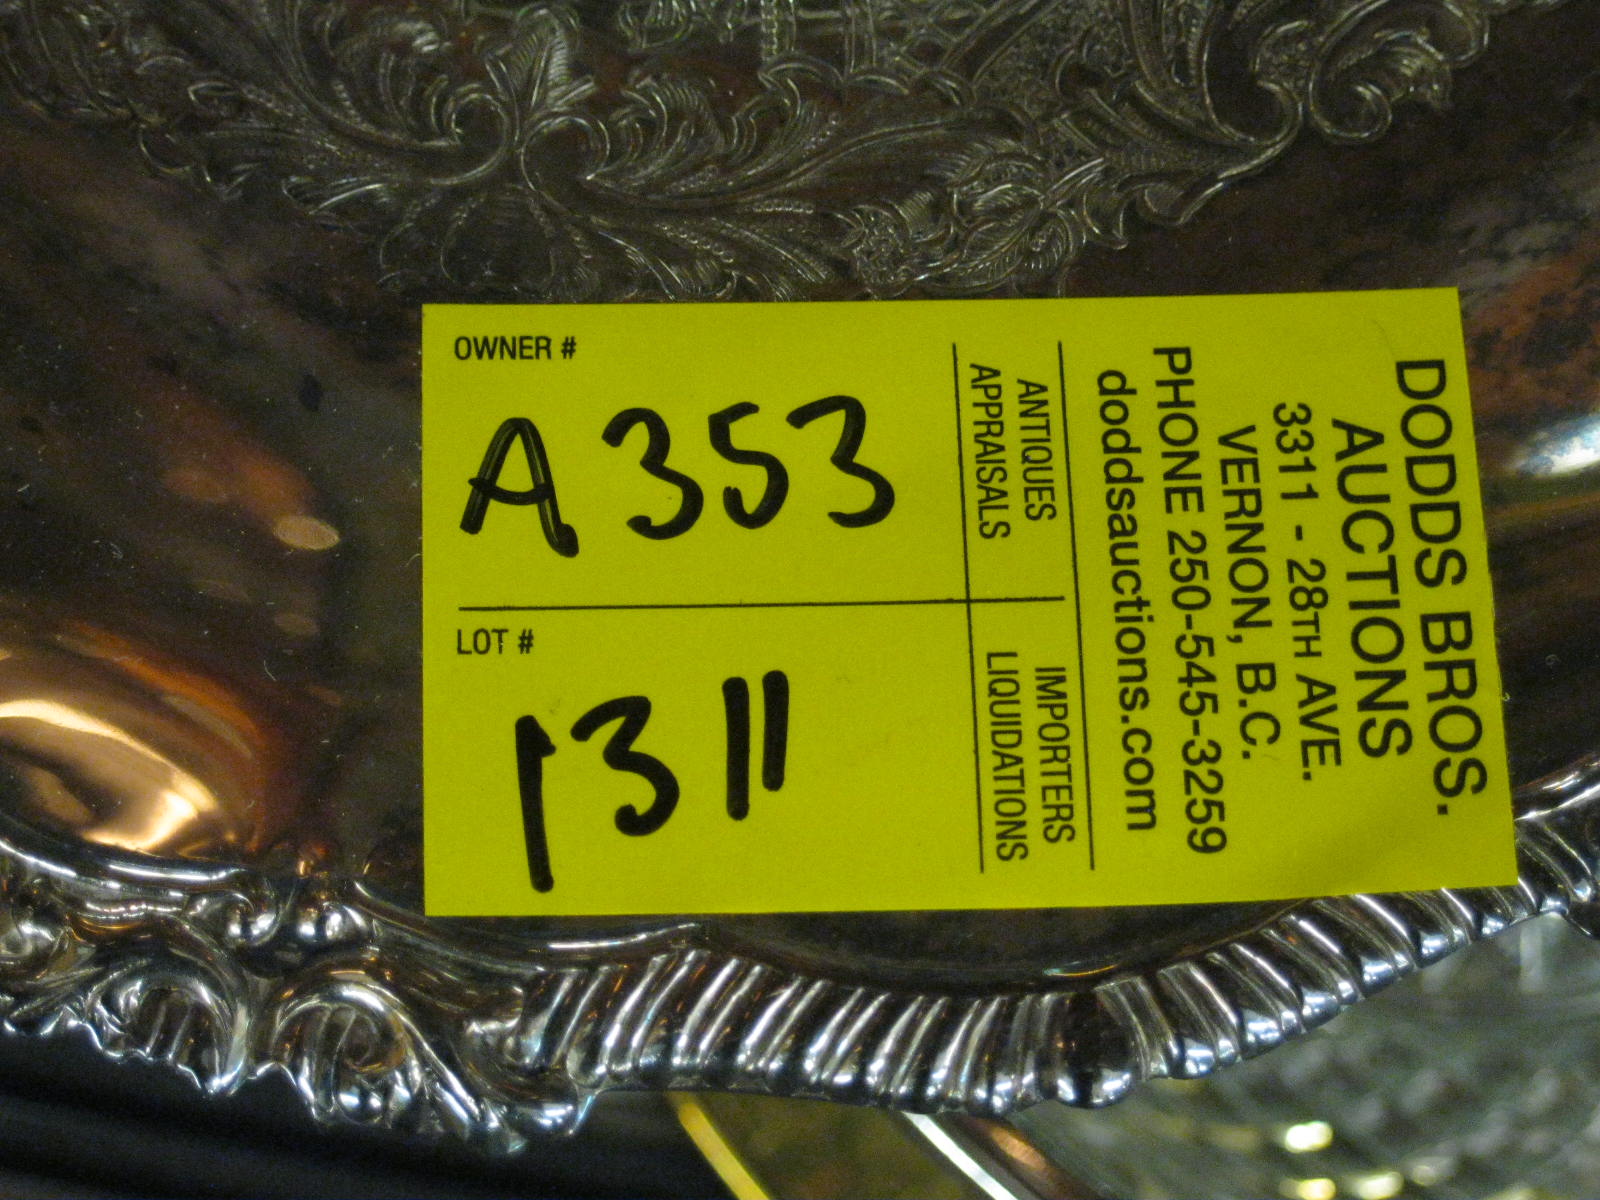 OWNER #
A353
LOT #
1311
ANTIQUES
APPRAISALS
IMPORTERS
LIQUIDATIONS
DODDS BROS.
AUCTIONS
3311 - 28TH AVE.
VERNON, B.C.
PHONE 250-545-3259
doddsauctions.com